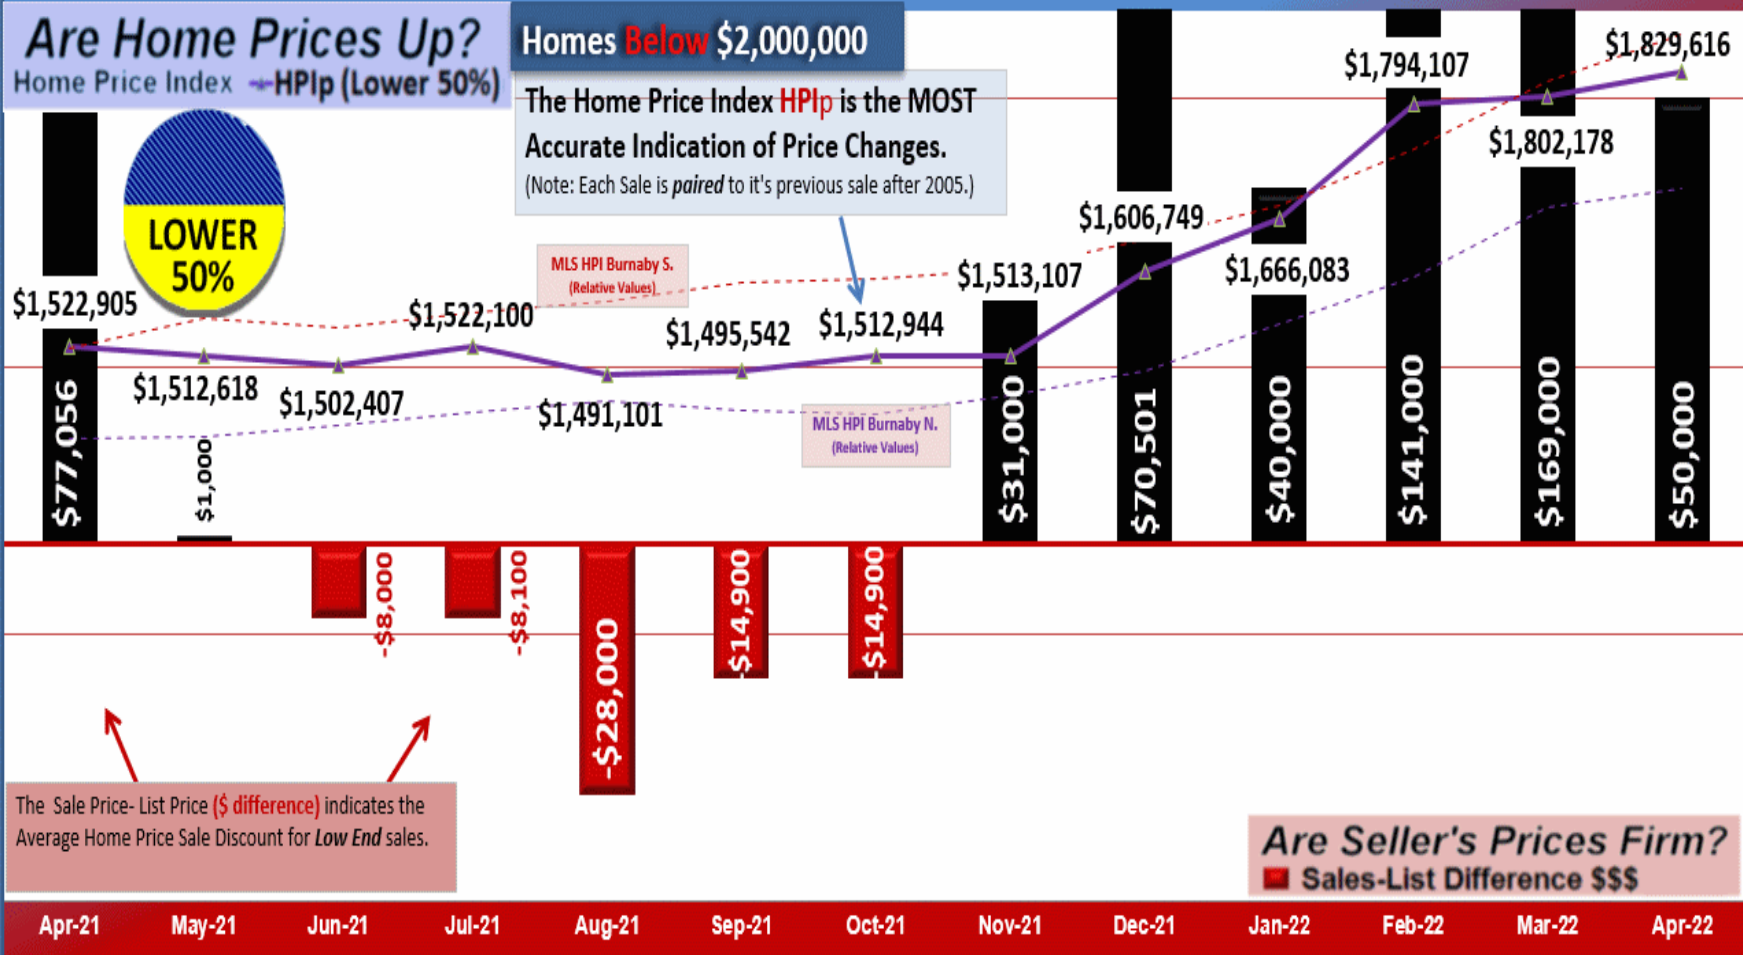 Are Home Prices Up?
Home Price Index HPIp (Lower 50%)
Homes Below $2,000,000
The Home Price Index HPIp is the MOST
Accurate Indication of Price Changes.
(Note: Each Sale is paired to it's previous sale after 2005.)
LOWER
50%
MLS HPI Burnaby S.
(Relative Values)
MLS HPI Burnaby N.
(Relative Values)
$1,522,905
$1,512,618
$1,502,407
$1,522,100
$1,491,101
$1,495,542
$1,512,944
$1,513,107
$1,606,749
$1,666,083
$1,794,107
$1,802,178
$1,829,616
$77,056
$1,000
-$8,000
-$8,100
-$28,000
-$14,900
-$14,900
$31,000
$70,501
$40,000
$141,000
$169,000
$50,000
The Sale Price- List Price ($ difference) indicates the
Average Home Price Sale Discount for Low End sales.
Are Seller's Prices Firm?
Sales-List Difference $$$
Apr-21 May-21 Jun-21 Jul-21 Aug-21 Sep-21 Oct-21 Nov-21 Dec-21 Jan-22 Feb-22 Mar-22 Apr-22